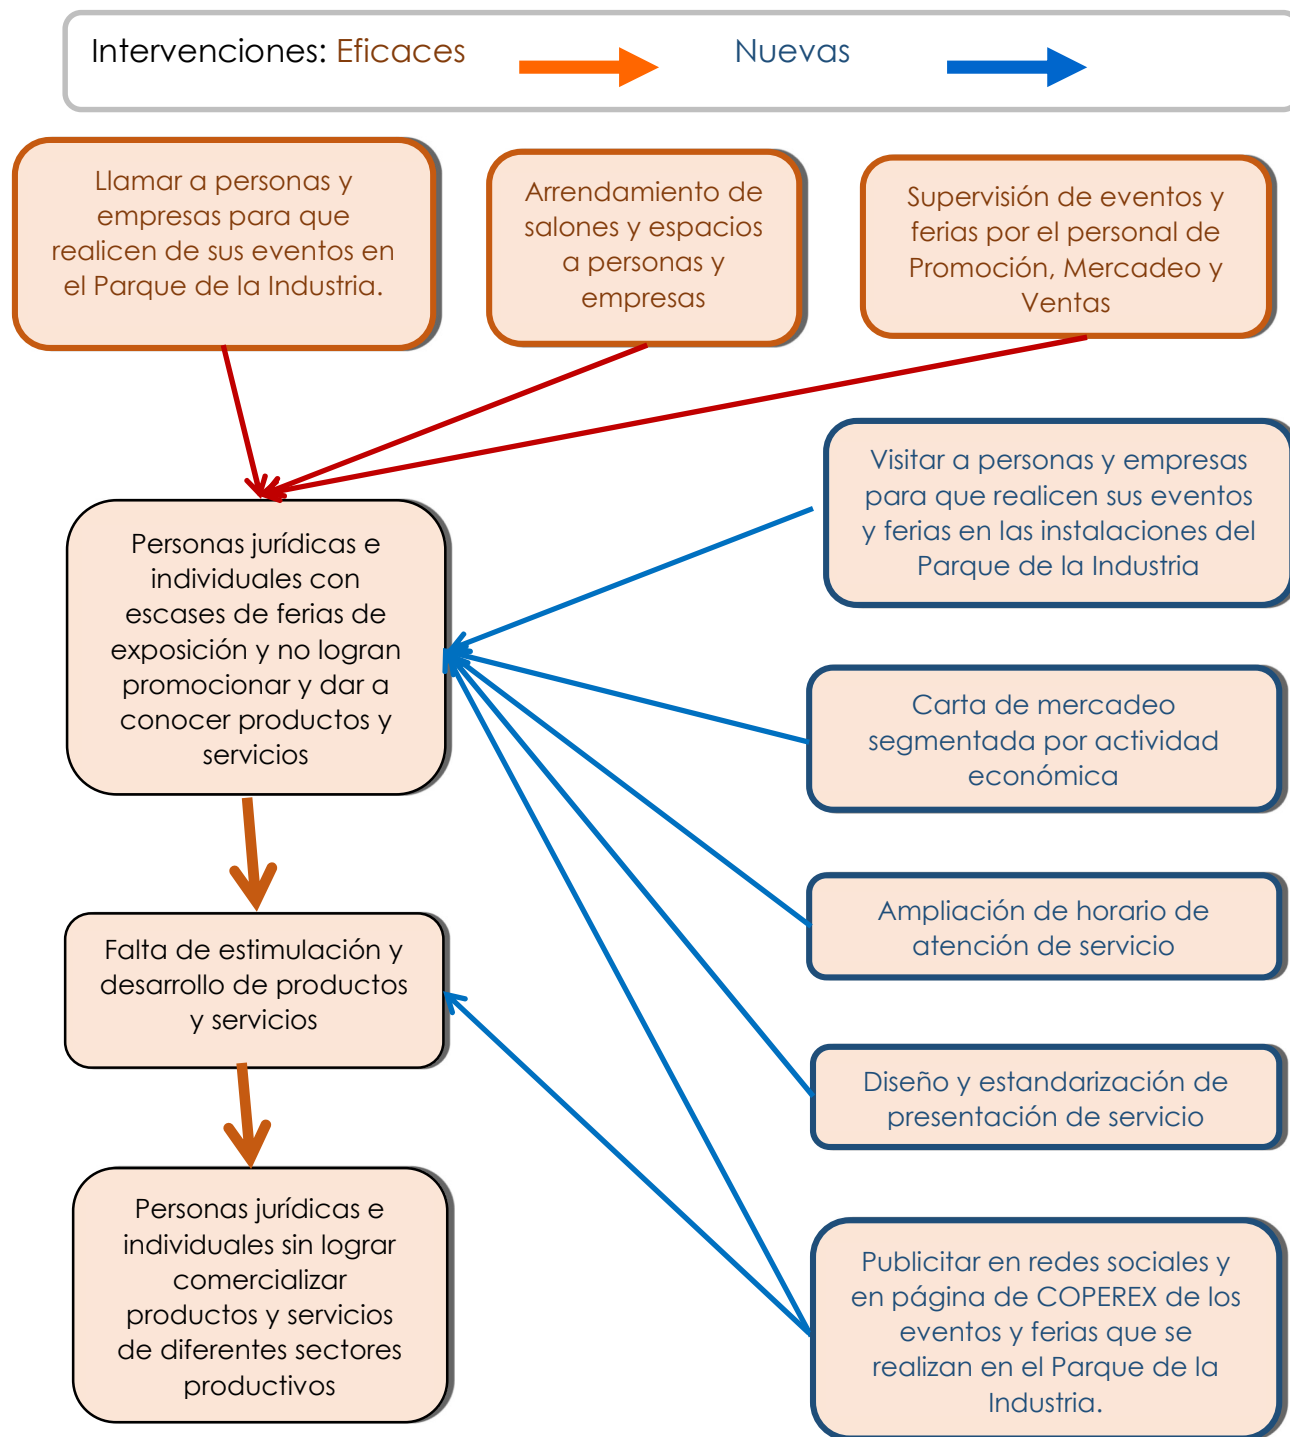 Intervenciones: Eficaces Nuevas
Llamar a personas y
empresas para que
realicen de sus eventos en
el Parque de la Industria.
Arrendamiento de
salones y espacios
a personas y
empresas
Supervisión de eventos y
ferias por el personal de
Promoción, Mercadeo y
Ventas
Visitar a personas y empresas
para que realicen sus eventos
y ferias en las instalaciones del
Parque de la Industria
Personas jurídicas e
individuales con
escases de ferias de
exposición y no logran
promocionar y dar a
conocer productos y
servicios
Carta de mercadeo
segmentada por actividad
económica
Ampliación de horario de
atención de servicio
Falta de estimulación y
desarrollo de productos
y servicios
Diseño y estandarización de
presentación de servicio
Personas jurídicas e
individuales sin lograr
comercializar
productos y servicios
de diferentes sectores
productivos
Publicitar en redes sociales y
en página de COPEREX de los
eventos y ferias que se
realizan en el Parque de la
Industria.